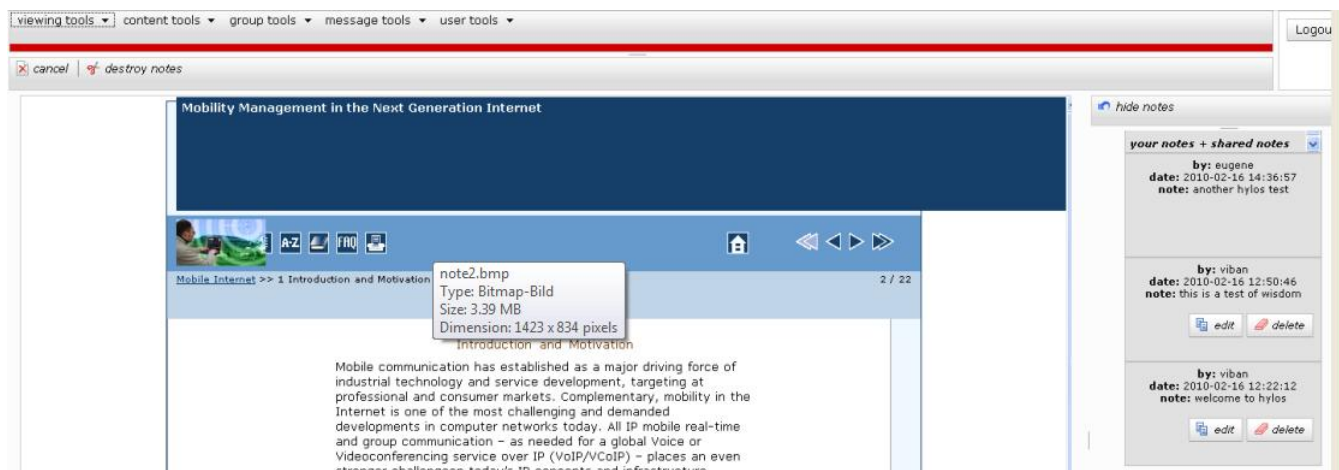 viewing tools content tools group tools message tools user tools
Logou
cancel destroy notes
Mobility Management in the Next Generation Internet
hide notes
your notes + shared notes
by: eugene
date: 2010-02-16 14:36:57
note: another hylos test
A-Z FAQ
Mobile Internet >> 1 Introduction and Motivation
2 / 22
note2.bmp
Type: Bitmap-Bild
Size: 3.39 MB
Dimension: 1423 x 834 pixels
by: viban
date: 2010-02-16 12:50:46
note: this is a test of wisdom
edit delete
Introduction and Motivation
Mobile communication has established as a major driving force of
industrial technology and service development, targeting at
professional and consumer markets. Complementary, mobility in the
Internet is one of the most challenging and demanded
developments in computer networks today. All IP mobile real-time
and group communication – as needed for a global Voice or
Videoconferencing service over IP (VoIP/VCoIP) – places an even
by: viban
date: 2010-02-16 12:22:12
note: welcome to hylos
edit delete